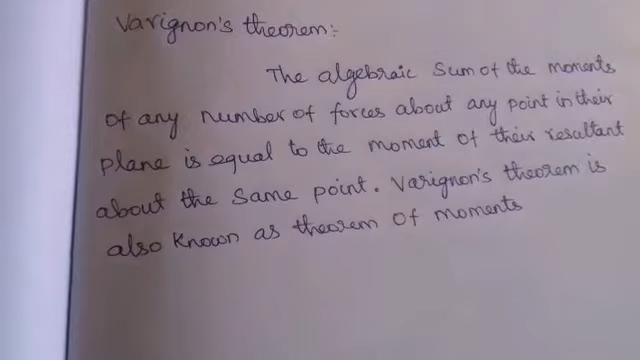 Varignon's theorem:-
The algebraic Sum of the moments
of any number of forces about any point in their
plane is equal to the moment of their resultant
about the same point. Varignon's theorem is
also known as theorem of moments